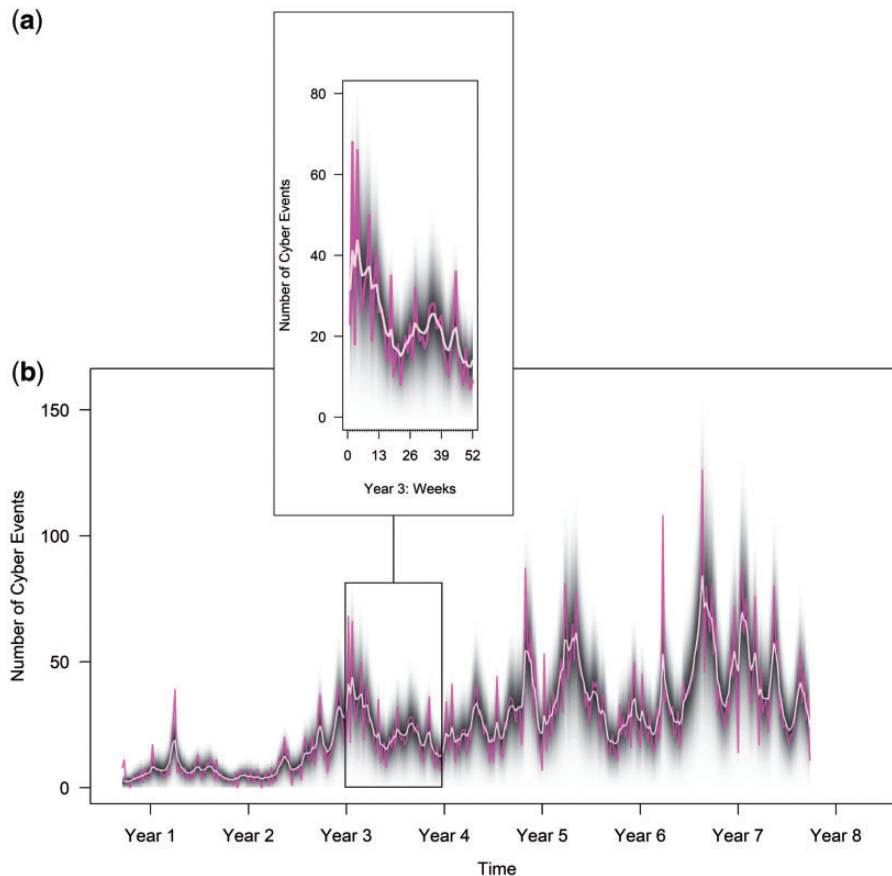 (a)
80
60
40
20
0
Number of Cyber Events
0 13 26 39 52
Year 3: Weeks
(b)
150
100
50
0
Number of Cyber Events
Year 1 Year 2 Year 3 Year 4 Year 5 Year 6 Year 7 Year 8
Time